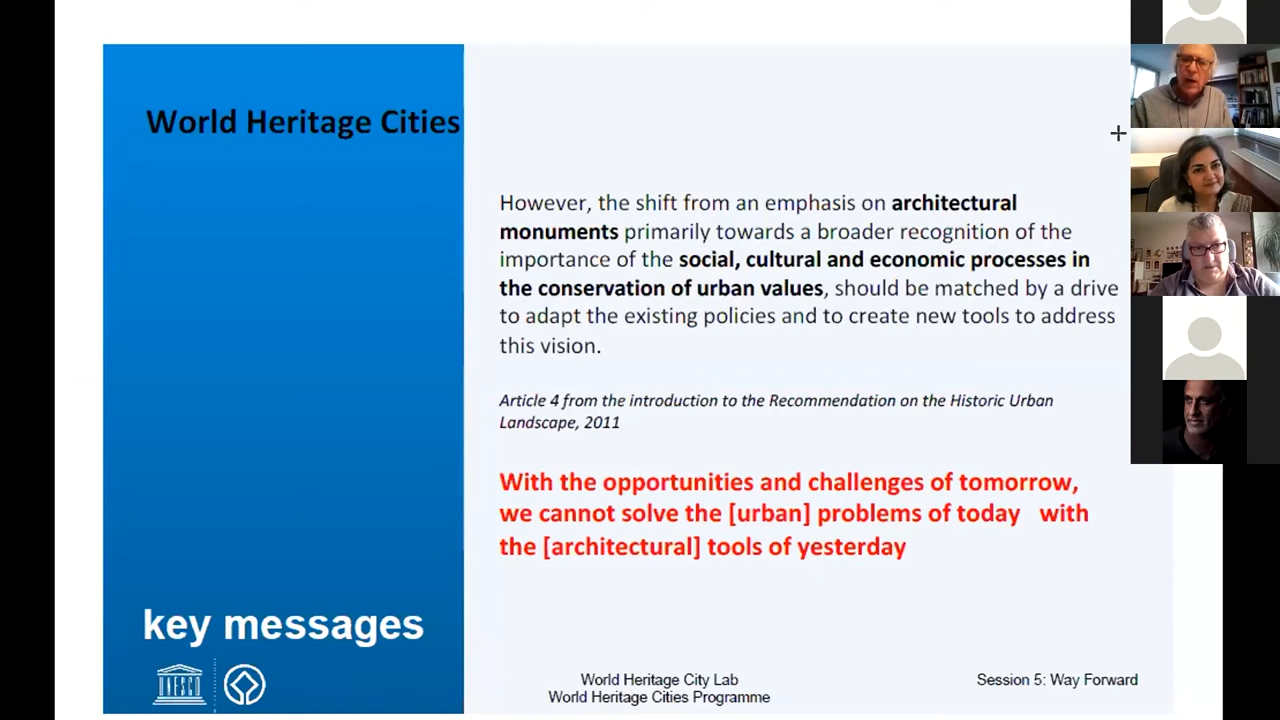 World Heritage Cities
However, the shift from an emphasis on architectural
monuments primarily towards a broader recognition of the
importance of the social, cultural and economic processes in
the conservation of urban values, should be matched by a drive
to adapt the existing policies and to create new tools to address
this vision.
Article 4 from the introduction to the Recommendation on the Historic Urban
Landscape, 2011
With the opportunities and challenges of tomorrow,
we cannot solve the [urban] problems of today with
the [architectural] tools of yesterday
key messages
UNESCO
World Heritage City Lab
World Heritage Cities Programme
Session 5: Way Forward